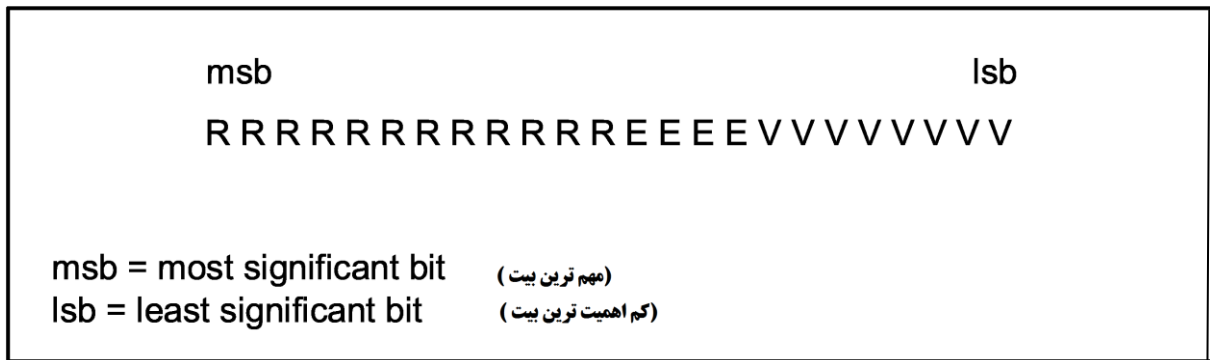 msb lsb
R R R R R R R R R R R R E E E E V V V V V V V V
msb = most significant bit (مهم ترین بیت )
lsb = least significant bit (کم اهمیت ترین بیت )